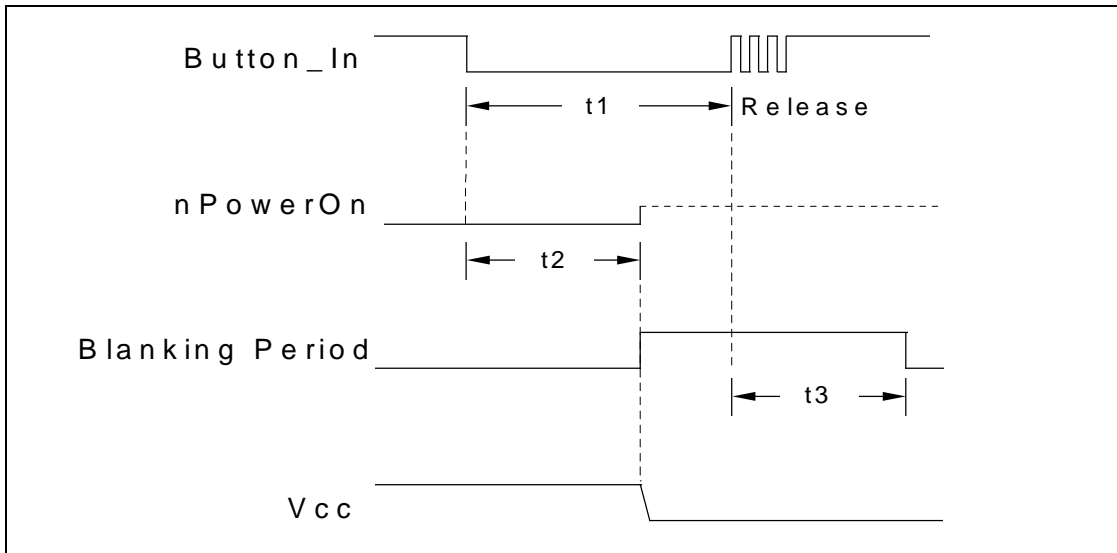 Button_In
t1
Release
nPowerOn
t2
Blanking Period
t3
Vcc